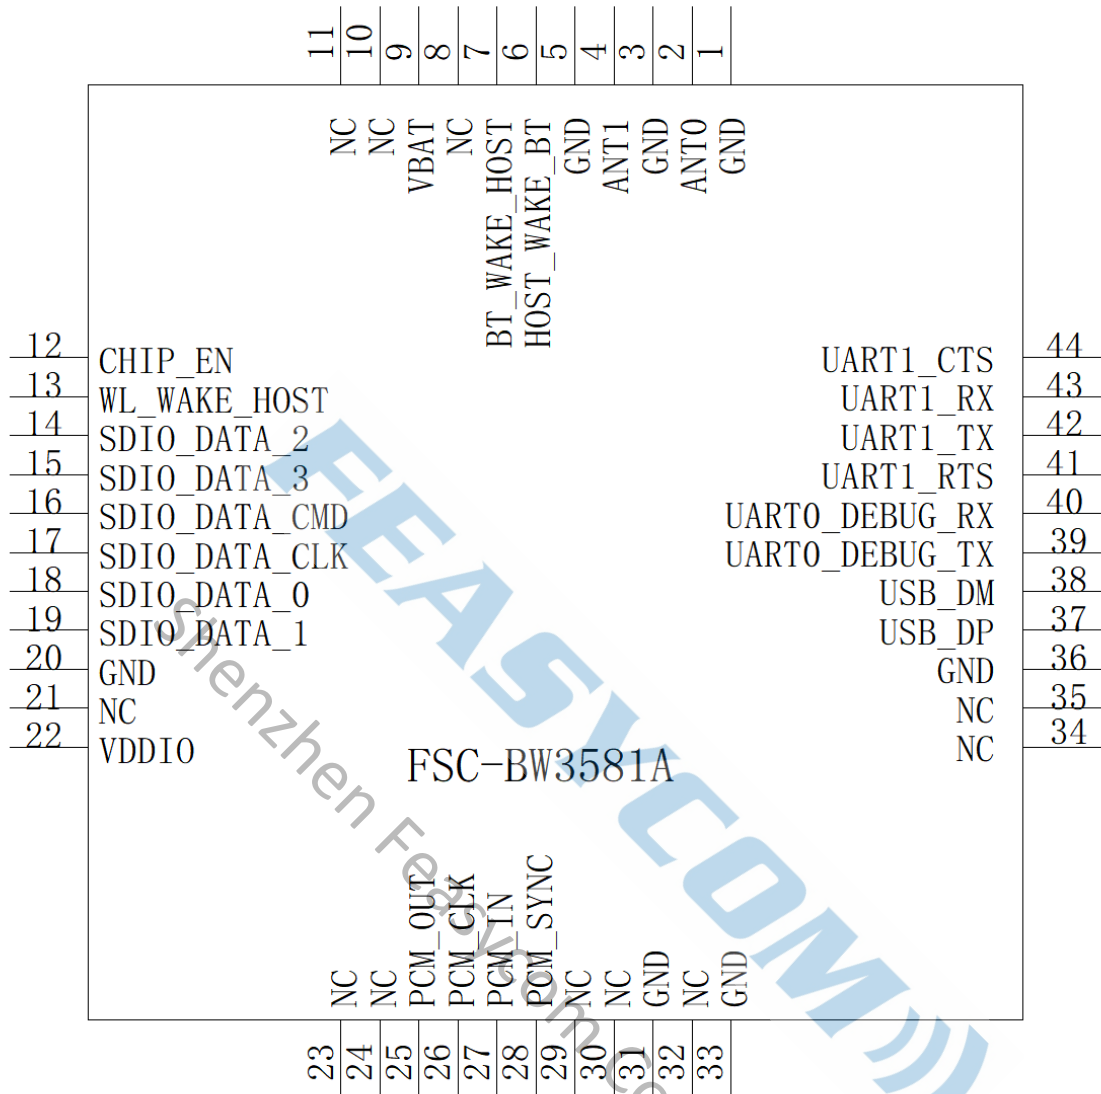 11 10 9 8 7 6 5 4 3 2 1
NC NC VBAT NC BT_WAKE_HOST HOST_WAKE_BT GND ANT1 GND ANT0 GND
12 CHIP_EN
13 WL_WAKE_HOST
14 SDIO_DATA_2
15 SDIO_DATA_3
16 SDIO_DATA_CMD
17 SDIO_DATA_CLK
18 SDIO_DATA_0
19 SDIO_DATA_1
20 GND
21 NC
22 VDDIO
UART1_CTS 44
UART1_RX 43
UART1_TX 42
UART1_RTS 41
UART0_DEBUG_RX 40
UART0_DEBUG_TX 39
USB_DM 38
USB_DP 37
GND 36
NC 35
NC 34
FSC-BW3581A
NC NC PCM_OUT PCM_CLK PCM_IN PCM_SYNC NC NC GND NC GND
23 24 25 26 27 28 29 30 31 32 33
FEASYCOM
Shenzhen Feasycom Co